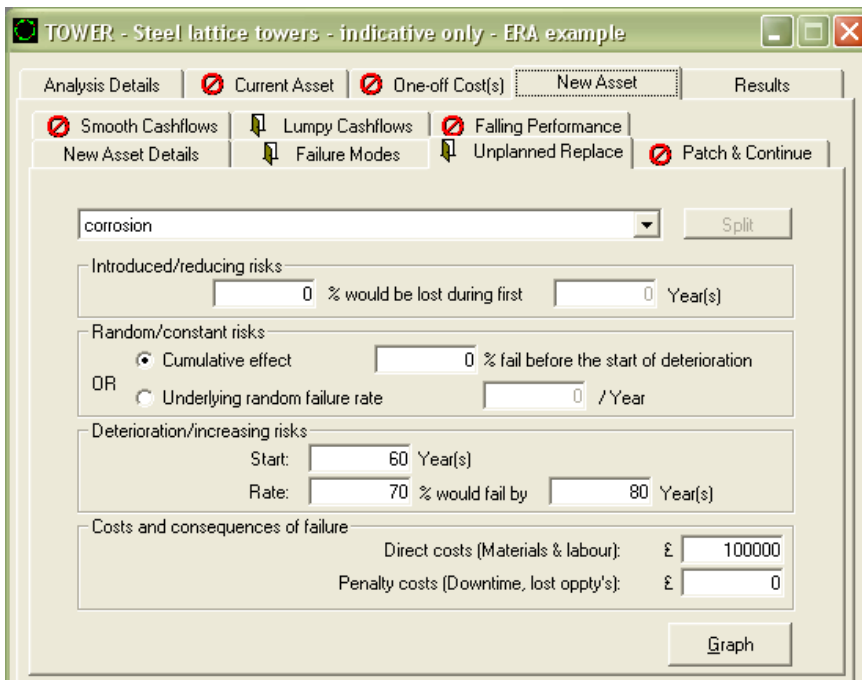 TOWER - Steel lattice towers - indicative only - ERA example
Analysis Details Current Asset One-off Cost(s) New Asset Results
Smooth Cashflows Lumpy Cashflows Falling Performance
New Asset Details Failure Modes Unplanned Replace Patch & Continue
corrosion Split
Introduced/reducing risks
0 % would be lost during first 0 Year(s)
Random/constant risks
Cumulative effect 0 % fail before the start of deterioration
OR
Underlying random failure rate 0 / Year
Deterioration/increasing risks
Start: 60 Year(s)
Rate: 70 % would fail by 80 Year(s)
Costs and consequences of failure
Direct costs (Materials & labour): £ 100000
Penalty costs (Downtime, lost oppty's): £ 0
Graph